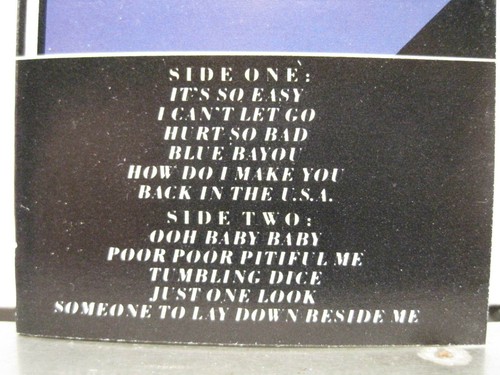 SIDE ONE:
IT'S SO EASY
I CAN'T LET GO
HURT SO BAD
BLUE BAYOU
HOW DO I MAKE YOU
BACK IN THE U.S.A.
SIDE TWO:
OOH BABY BABY
POOR POOR PITIFUL ME
TUMBLING DICE
JUST ONE LOOK
SOMEONE TO LAY DOWN BESIDE ME